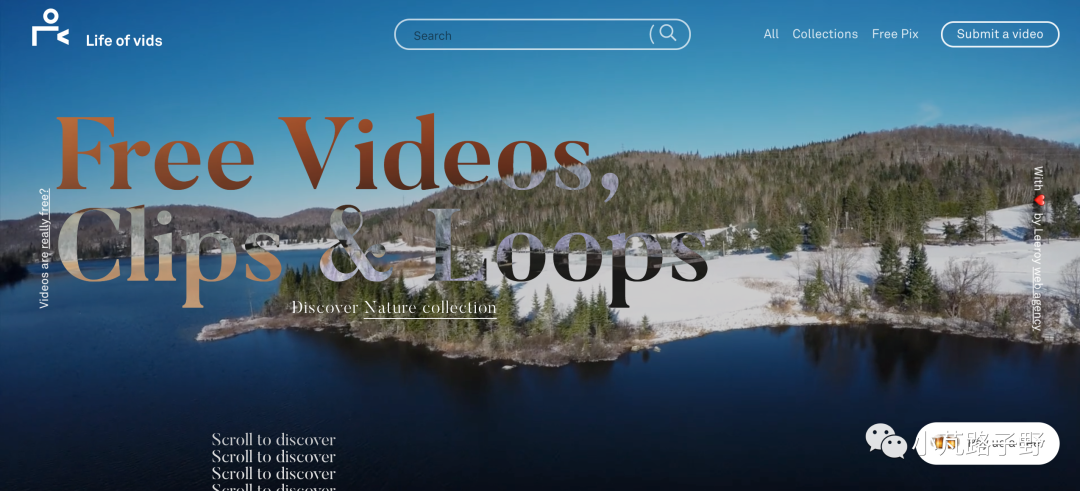 Life of vids
Search
All
Collections
Free Pix
Submit a video
Free Videos,
Clips & Loops
Videos are really free?
With ❤ by Leeroy web agency.
Discover Nature collection
Scroll to discover
Scroll to discover
Scroll to discover
Scroll to discover
小芃路子野